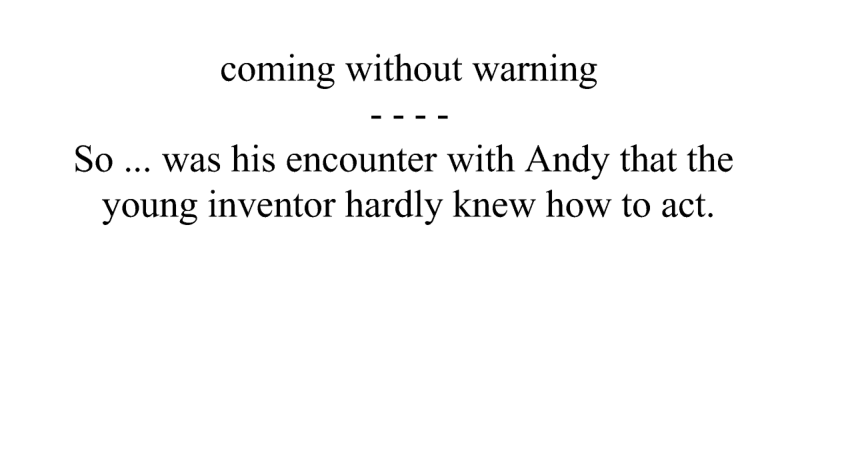 coming without warning
- - - -
So ... was his encounter with Andy that the
young inventor hardly knew how to act.